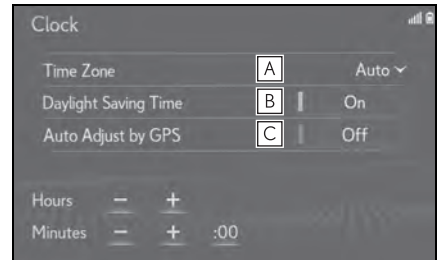 Clock
Time Zone A Auto
Daylight Saving Time B On
Auto Adjust by GPS C Off
Hours − +
Minutes − + :00